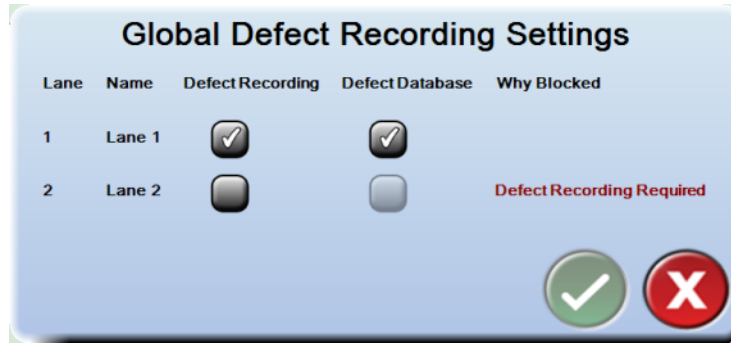 Global Defect Recording Settings
Lane Name Defect Recording Defect Database Why Blocked
1 Lane 1
2 Lane 2 Defect Recording Required